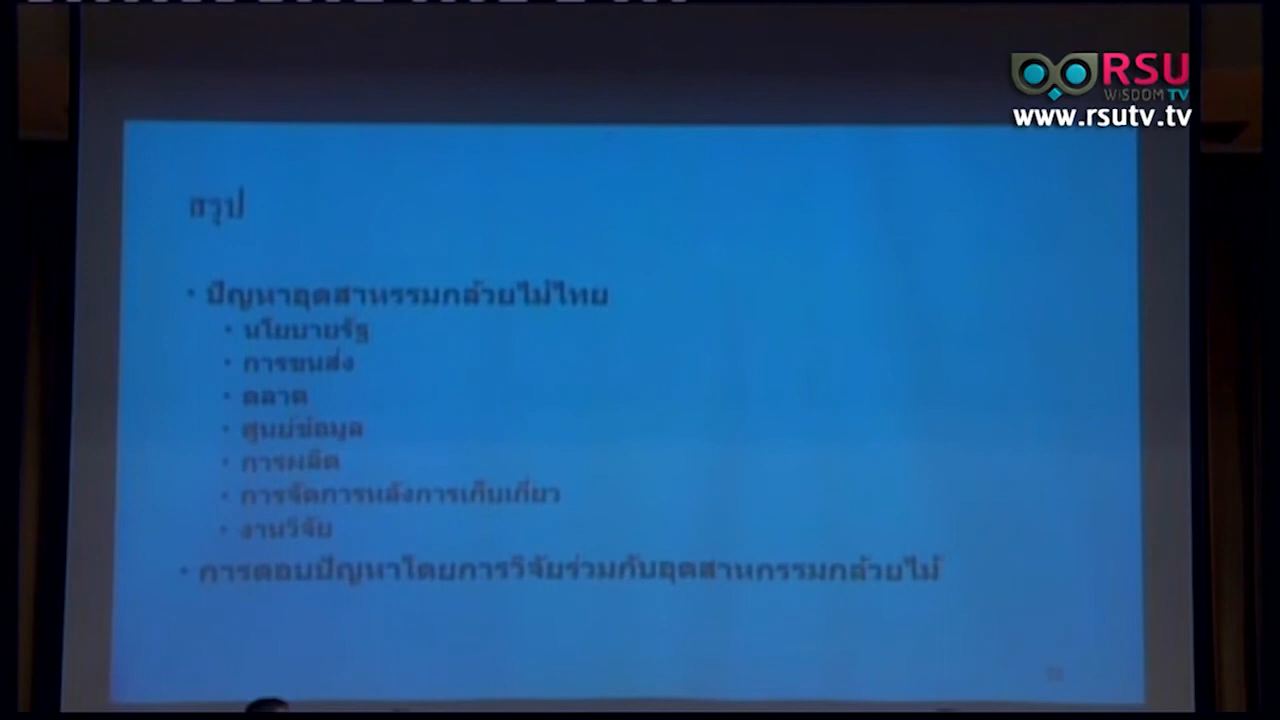 RSU
WISDOM TV
www.rsutv.tv
สรุป
• ปัญหาอุตสาหรรมกล้วยไม้ไทย
• นโยบายรัฐ
• การขนส่ง
• ตลาด
• ศูนย์ข้อมูล
• การผลิต
• การจัดการหลังการเก็บเกี่ยว
• งานวิจัย
• การตอบปัญหาโดยการวิจัยร่วมกับอุตสาหกรรมกล้วยไม้